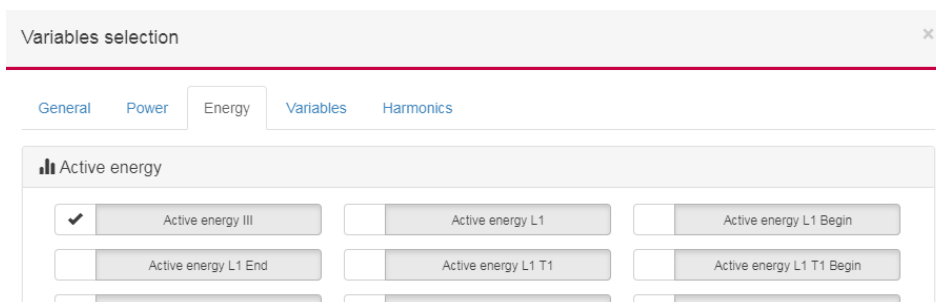 Variables selection
×
General Power Energy Variables Harmonics
Active energy
Active energy III Active energy L1 Active energy L1 Begin
Active energy L1 End Active energy L1 T1 Active energy L1 T1 Begin